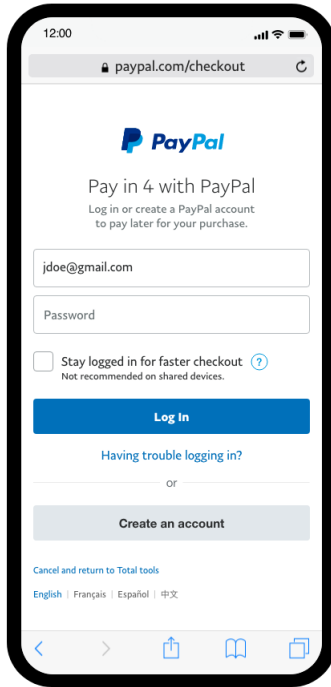 12:00
paypal.com/checkout
PayPal
Pay in 4 with PayPal
Log in or create a PayPal account
to pay later for your purchase.
jdoe@gmail.com
Password
Stay logged in for faster checkout ?
Not recommended on shared devices.
Log In
Having trouble logging in?
or
Create an account
Cancel and return to Total tools
English | Français | Español | 中文